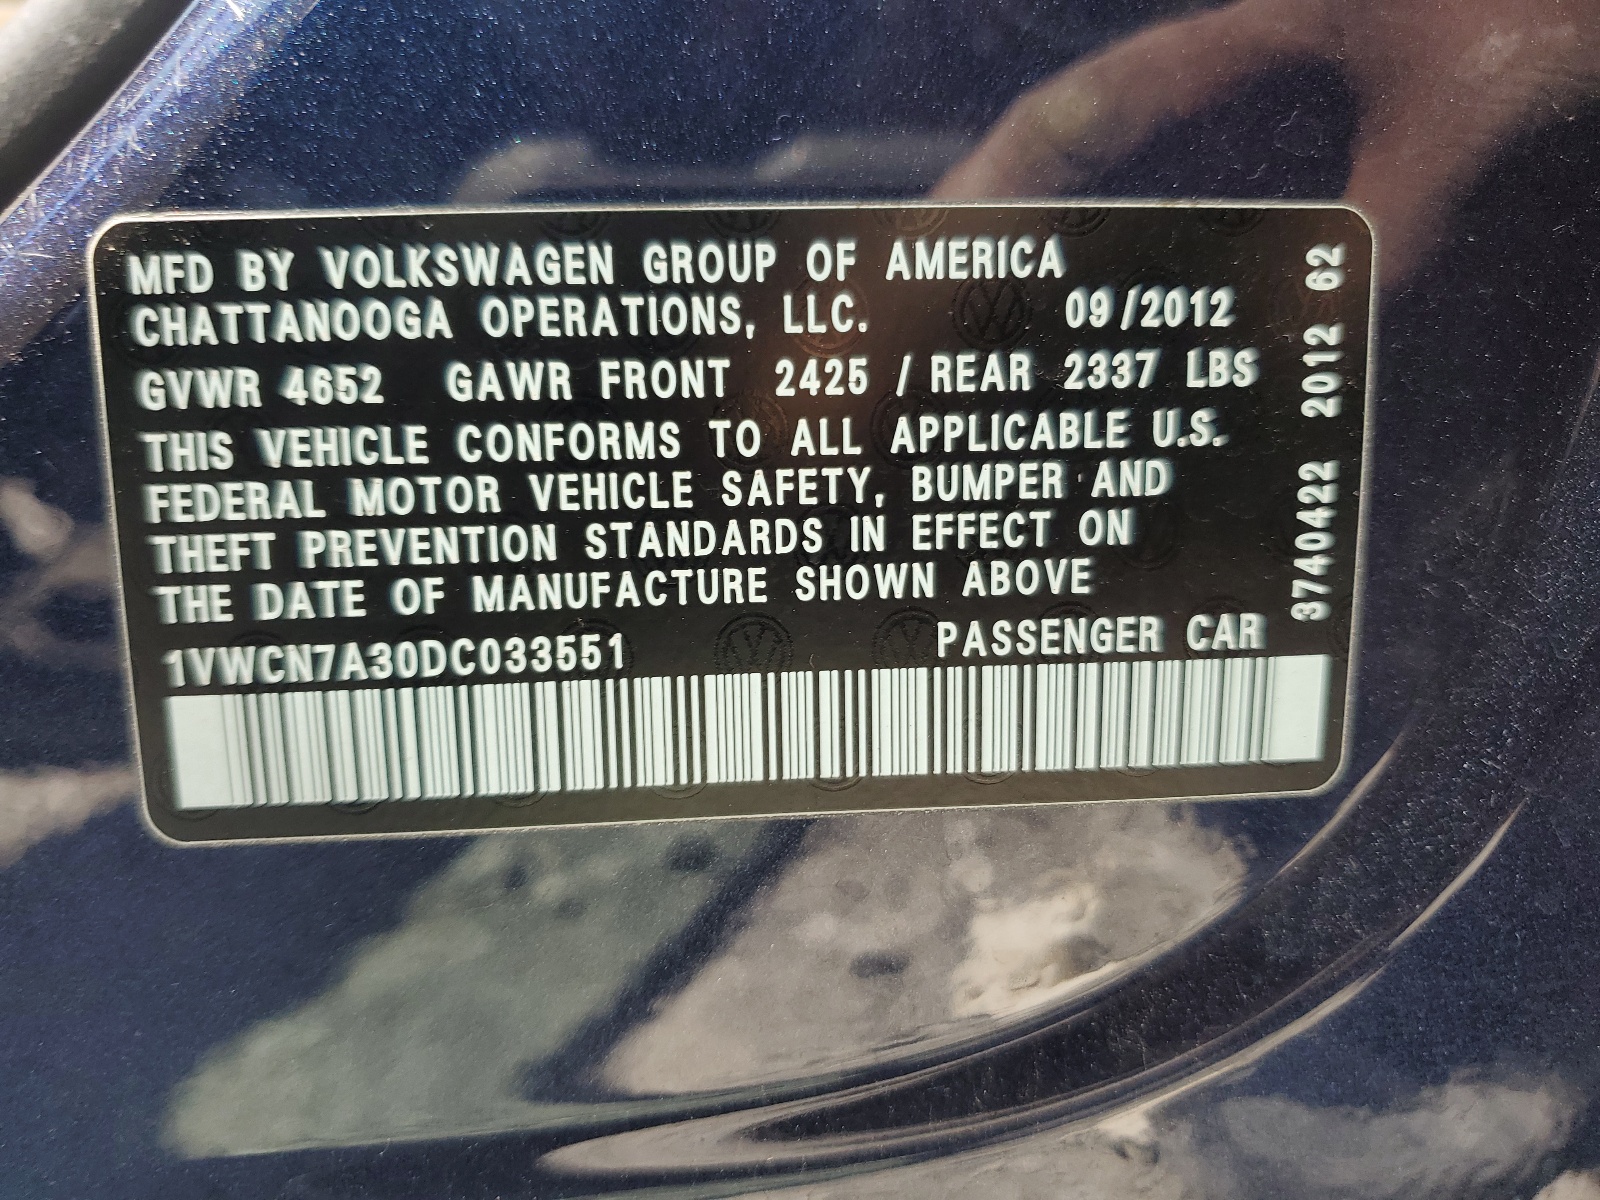 MFD BY VOLKSWAGEN GROUP OF AMERICA
CHATTANOOGA OPERATIONS, LLC. 09/2012
GVWR 4652 GAWR FRONT 2425 / REAR 2337 LBS
THIS VEHICLE CONFORMS TO ALL APPLICABLE U.S.
FEDERAL MOTOR VEHICLE SAFETY, BUMPER AND
THEFT PREVENTION STANDARDS IN EFFECT ON
THE DATE OF MANUFACTURE SHOWN ABOVE
1VWCN7A30DC033551 PASSENGER CAR
3740422 2012 62